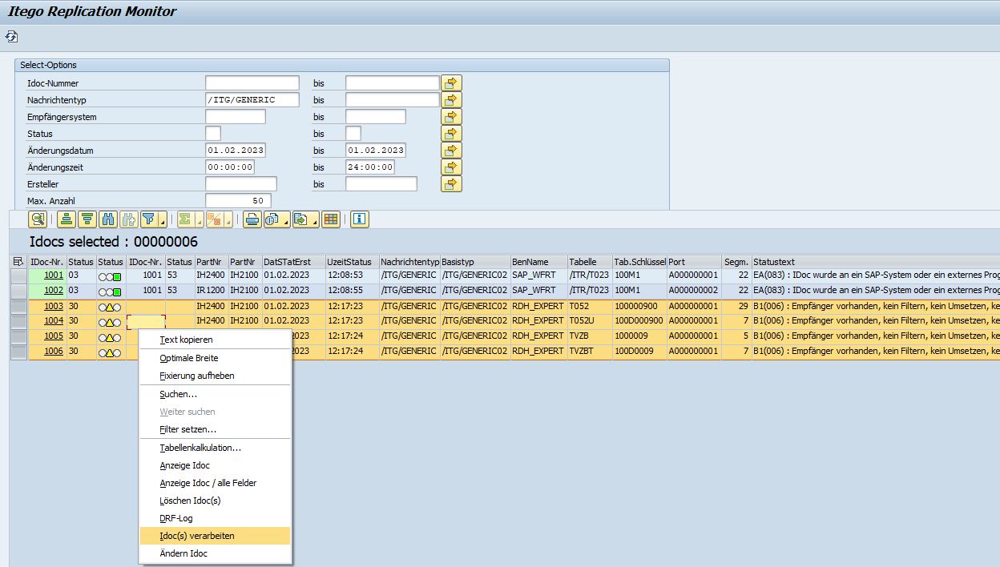 Itego Replication Monitor
Select-Options
Idoc-Nummer bis
Nachrichtentyp /ITG/GENERIC bis
Empfängersystem bis
Status bis
Änderungsdatum 01.02.2023 bis 01.02.2023
Änderungszeit 00:00:00 bis 24:00:00
Ersteller bis
Max. Anzahl 50
Idocs selected : 00000006
IDoc-Nr. Status Status IDoc-Nr. Status PartNr PartNr DatSTatErst UzeitStatus Nachrichtentyp Basistyp BenName Tabelle Tab.Schlüssel Port Segm. Statustext
1001 03 1001 53 IH2400 IH2100 01.02.2023 12:08:53 /ITG/GENERIC /ITG/GENERIC02 SAP_WFRT /ITR/T023 100M1 A000000001 22 EA(083) : IDoc wurde an ein SAP-System oder ein externes Prog
1002 03 1001 53 IR1200 IH2100 01.02.2023 12:08:55 /ITG/GENERIC /ITG/GENERIC02 SAP_WFRT /ITR/T023 100M1 A000000002 22 EA(083) : IDoc wurde an ein SAP-System oder ein externes Prog
1003 30 IH2400 IH2100 01.02.2023 12:17:23 /ITG/GENERIC /ITG/GENERIC02 RDH_EXPERT T052 100000900 A000000001 29 B1(006) : Empfänger vorhanden, kein Filtern, kein Umsetzen, ke
1004 30 IH2400 IH2100 01.02.2023 12:17:23 /ITG/GENERIC /ITG/GENERIC02 RDH_EXPERT T052U 100D000900 A000000001 7 B1(006) : Empfänger vorhanden, kein Filtern, kein Umsetzen, ke
1005 30 2.2023 12:17:24 /ITG/GENERIC /ITG/GENERIC02 RDH_EXPERT TVZB 1000009 A000000001 5 B1(006) : Empfänger vorhanden, kein Filtern, kein Umsetzen, ke
1006 30 2.2023 12:17:24 /ITG/GENERIC /ITG/GENERIC02 RDH_EXPERT TVZBT 100D0009 A000000001 7 B1(006) : Empfänger vorhanden, kein Filtern, kein Umsetzen, ke
Text kopieren
Optimale Breite
Fixierung aufheben
Suchen...
Weiter suchen
Filter setzen...
Tabellenkalkulation...
Anzeige Idoc
Anzeige Idoc / alle Felder
Löschen Idoc(s)
DRF-Log
Idoc(s) verarbeiten
Ändern Idoc